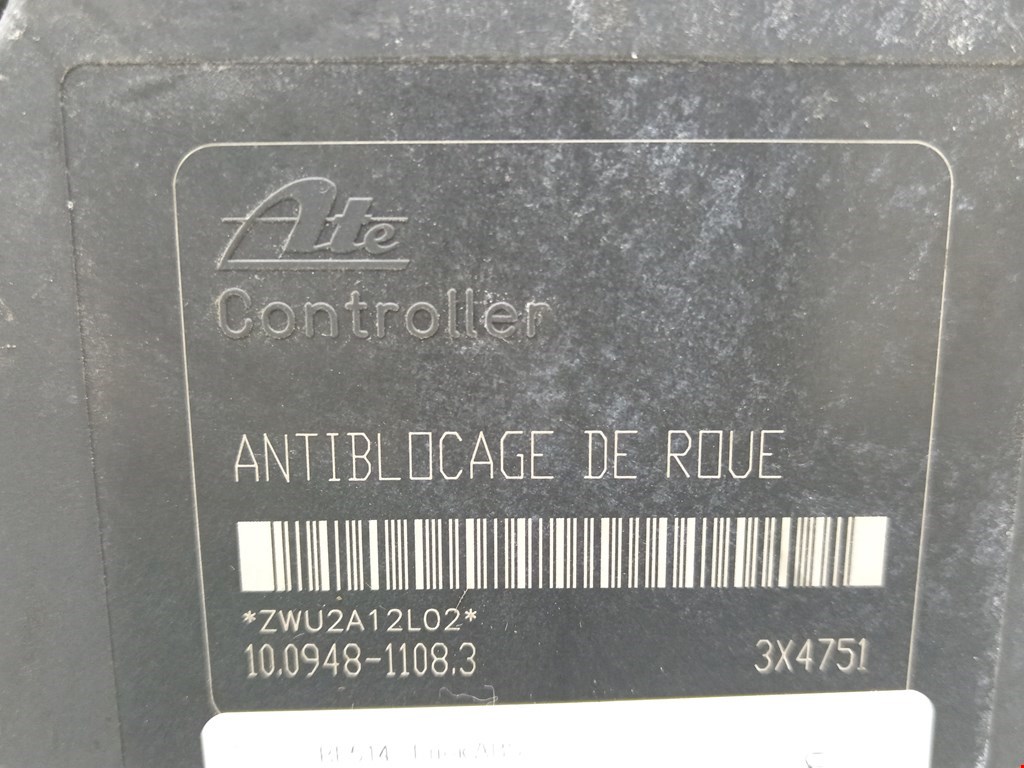 Ate
Controller
ANTIBLOCAGE DE ROUE
*ZWU2A12L02*
10.0948-1108.3
3X4751